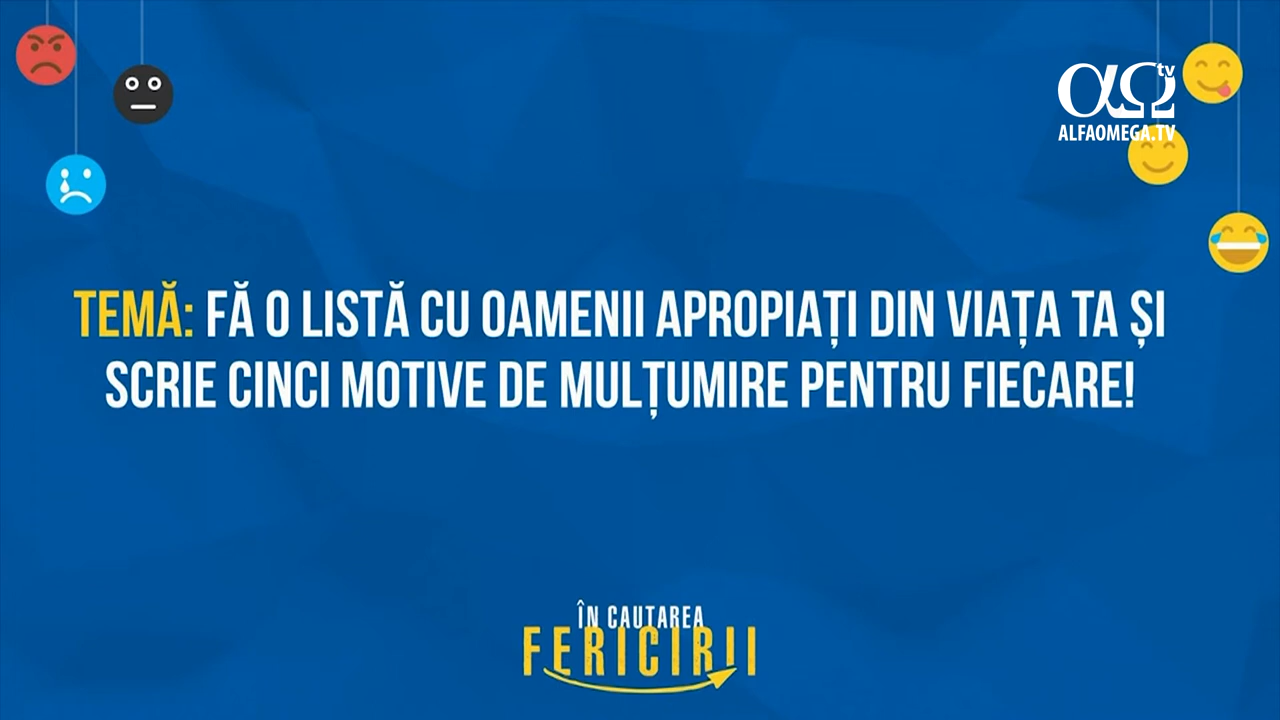 αΩ tv
ALFAOMEGA.TV
TEMĂ: FĂ O LISTĂ CU OAMENII APROPIAȚI DIN VIAȚA TA ȘI
SCRIE CINCI MOTIVE DE MULȚUMIRE PENTRU FIECARE!
ÎN CAUTAREA
FERICIRII